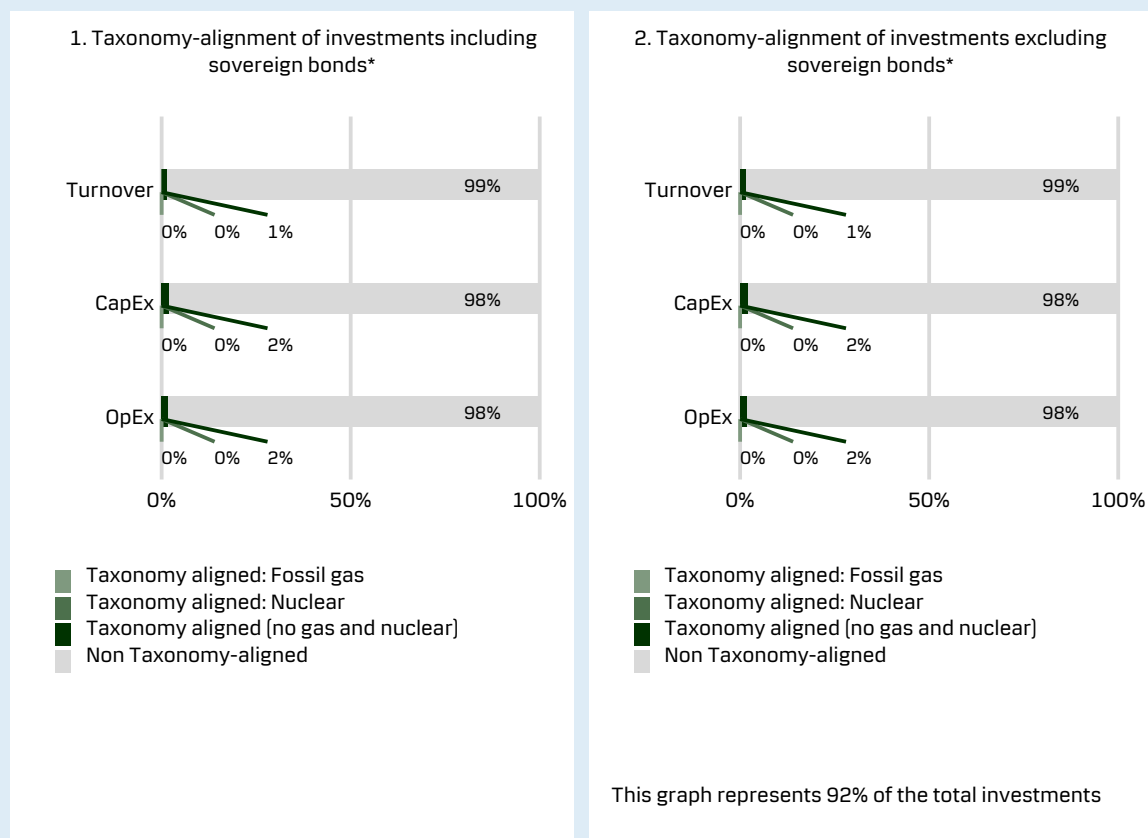 1. Taxonomy-alignment of investments including
sovereign bonds*
Turnover
99%
0% 0% 1%
CapEx
98%
0% 0% 2%
OpEx
98%
0% 0% 2%
0% 50% 100%
Taxonomy aligned: Fossil gas
Taxonomy aligned: Nuclear
Taxonomy aligned (no gas and nuclear)
Non Taxonomy-aligned
2. Taxonomy-alignment of investments excluding
sovereign bonds*
Turnover
99%
0% 0% 1%
CapEx
98%
0% 0% 2%
OpEx
98%
0% 0% 2%
0% 50% 100%
Taxonomy aligned: Fossil gas
Taxonomy aligned: Nuclear
Taxonomy aligned (no gas and nuclear)
Non Taxonomy-aligned
This graph represents 92% of the total investments